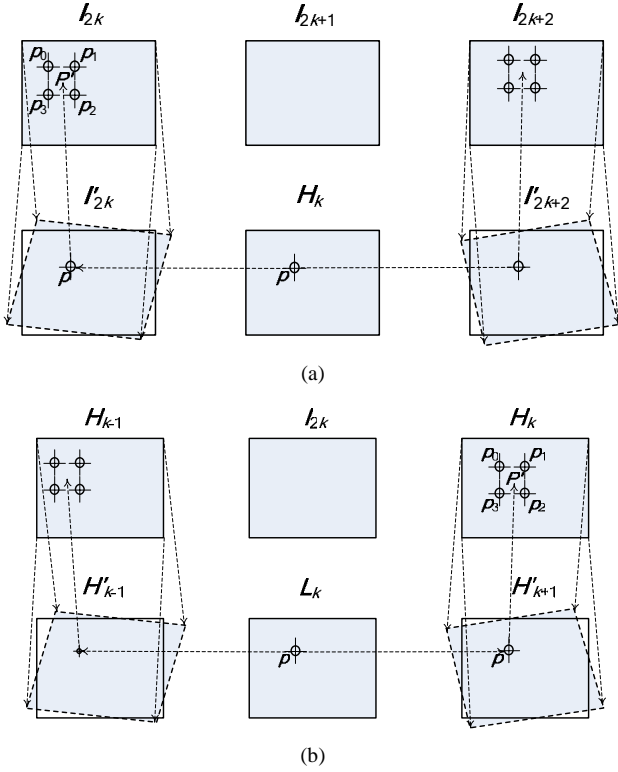 I2k I2k+1 I2k+2
p0 p1
P'
p3 p2
I'2k Hk I'2k+2
p p
(a)
Hk-1 I2k Hk
p0 p1
P'
p3 p2
H'k-1 Lk H'k+1
p p
(b)